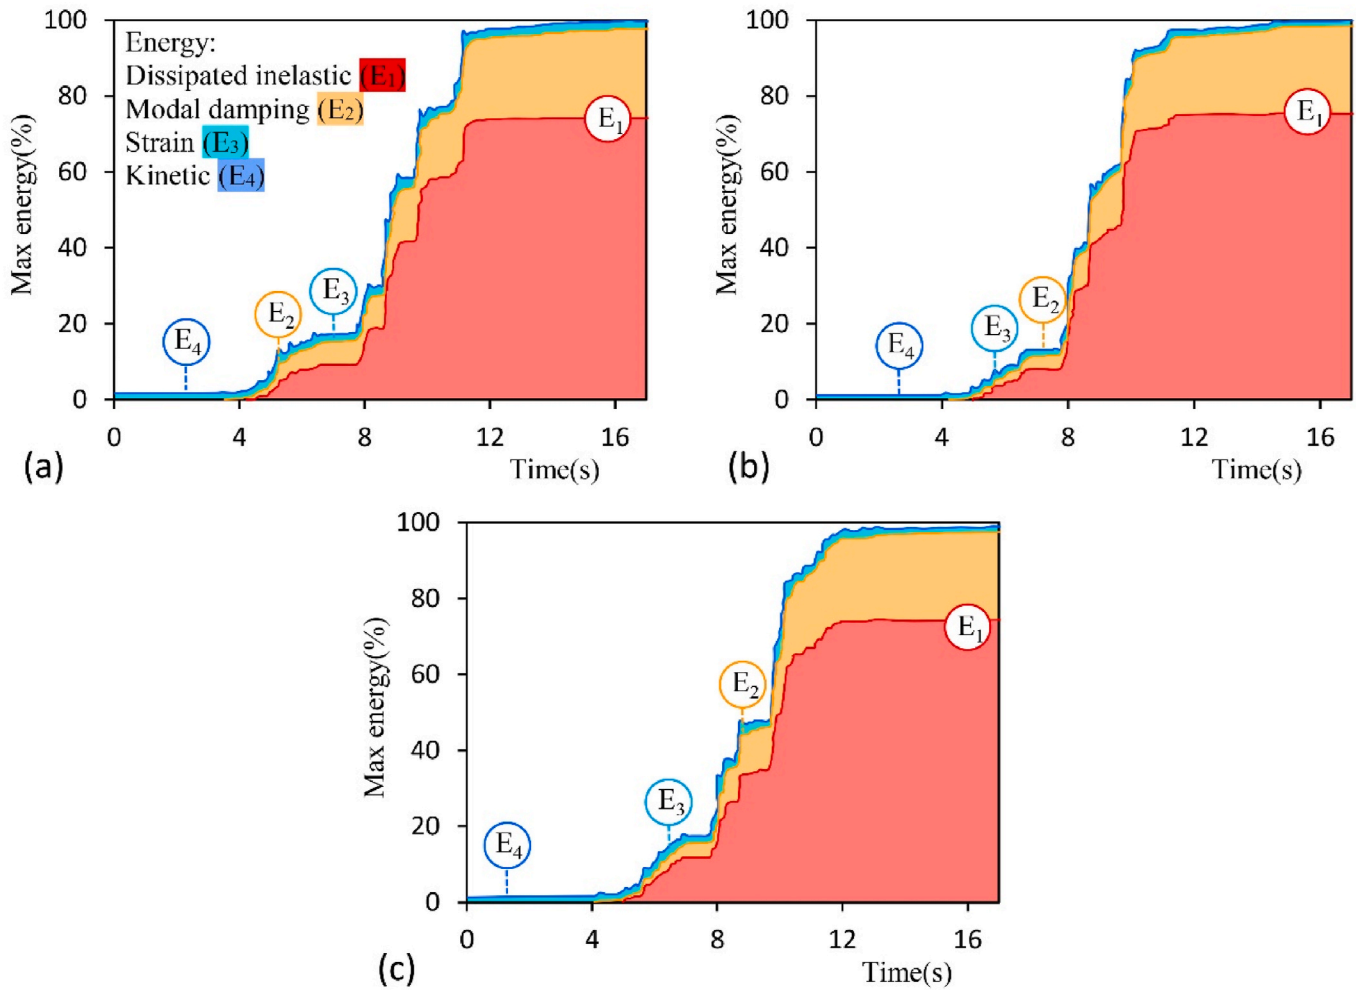 100
80
60
40
20
0
Max energy(%)
Energy:
Dissipated inelastic (E1)
Modal damping (E2)
Strain (E3)
Kinetic (E4)
E4
E2
E3
E1
0 4 8 12 16
Time(s)
(a)
100
80
60
40
20
0
Max energy(%)
E4
E3
E2
E1
0 4 8 12 16
Time(s)
(b)
100
80
60
40
20
0
Max energy(%)
E4
E3
E2
E1
0 4 8 12 16
Time(s)
(c)